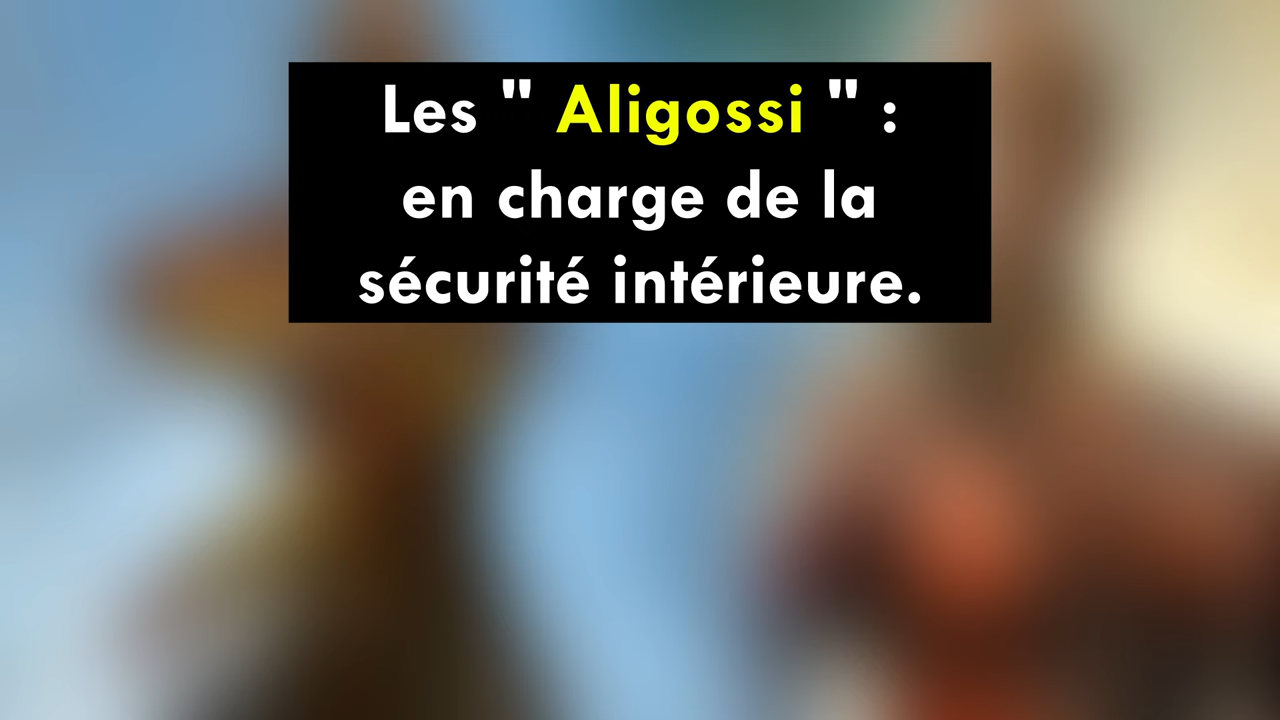 Les " Aligossi " :
en charge de la
sécurité intérieure.